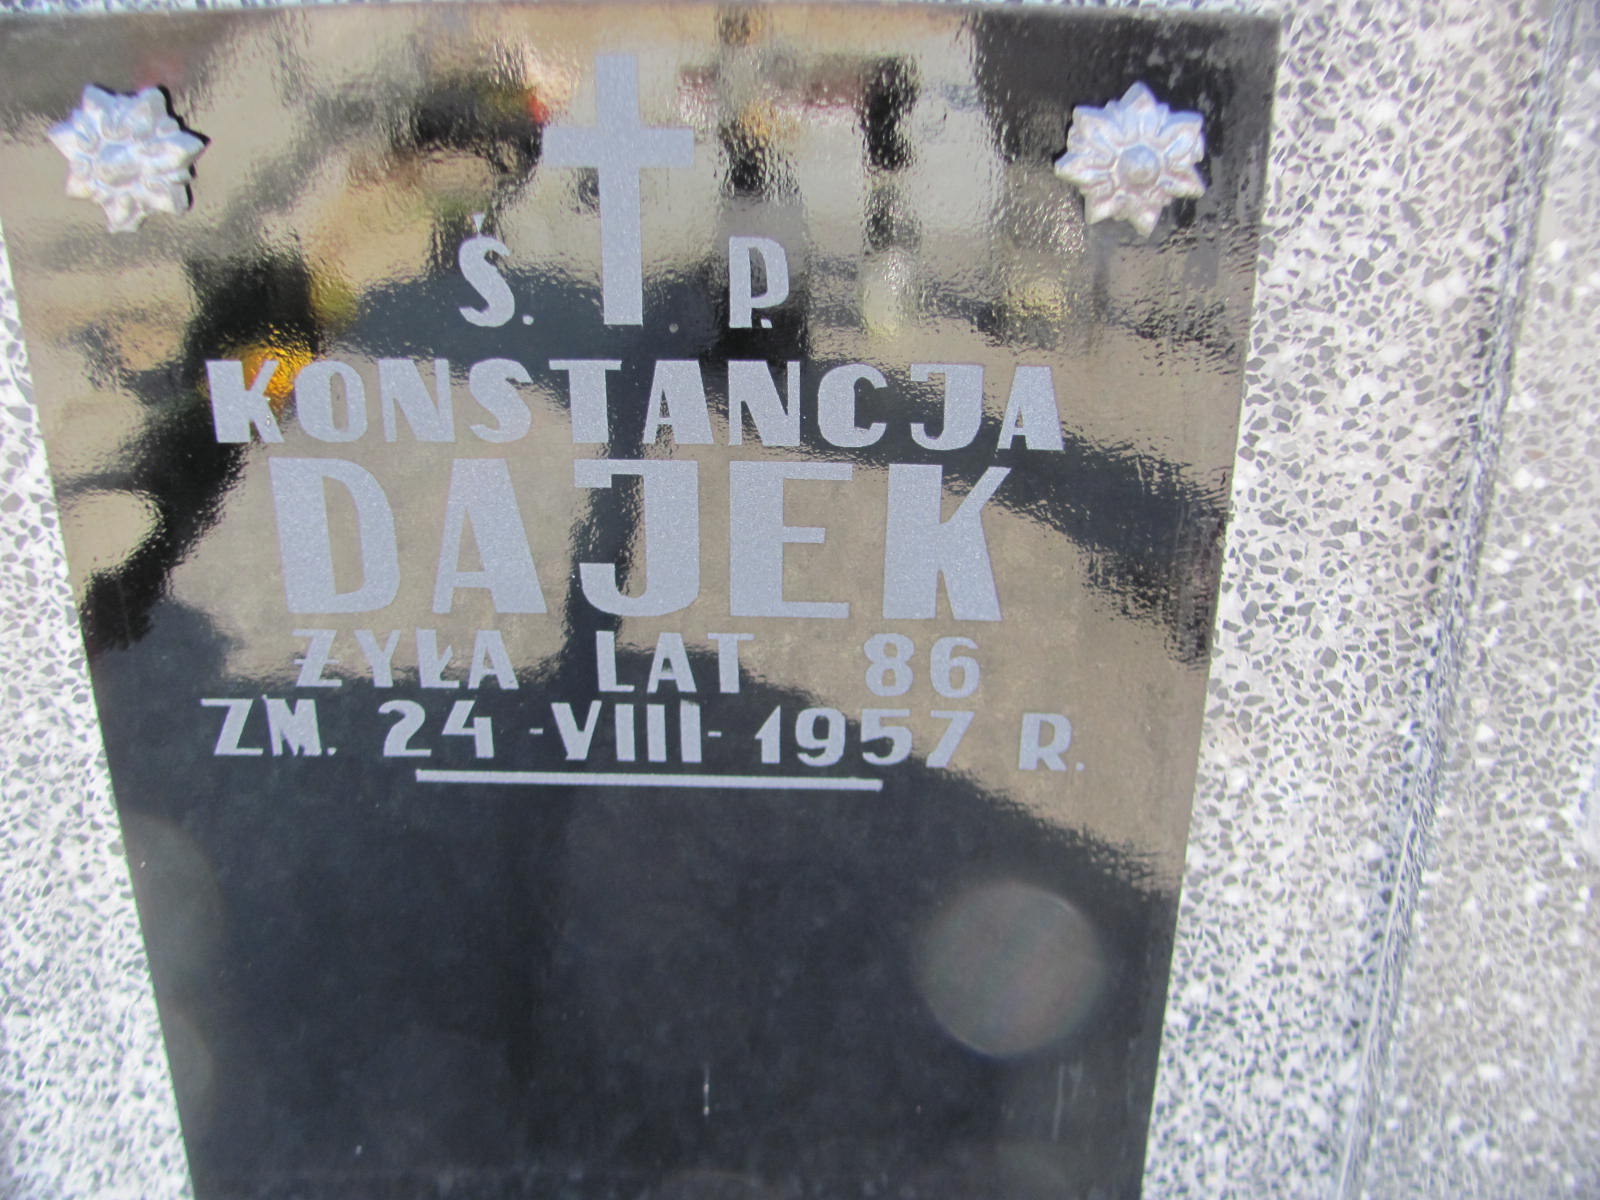 Ś. P.
KONSTANCJA
DAJEK
ŻYŁA LAT 86
ZM. 24-VIII-1957 R.